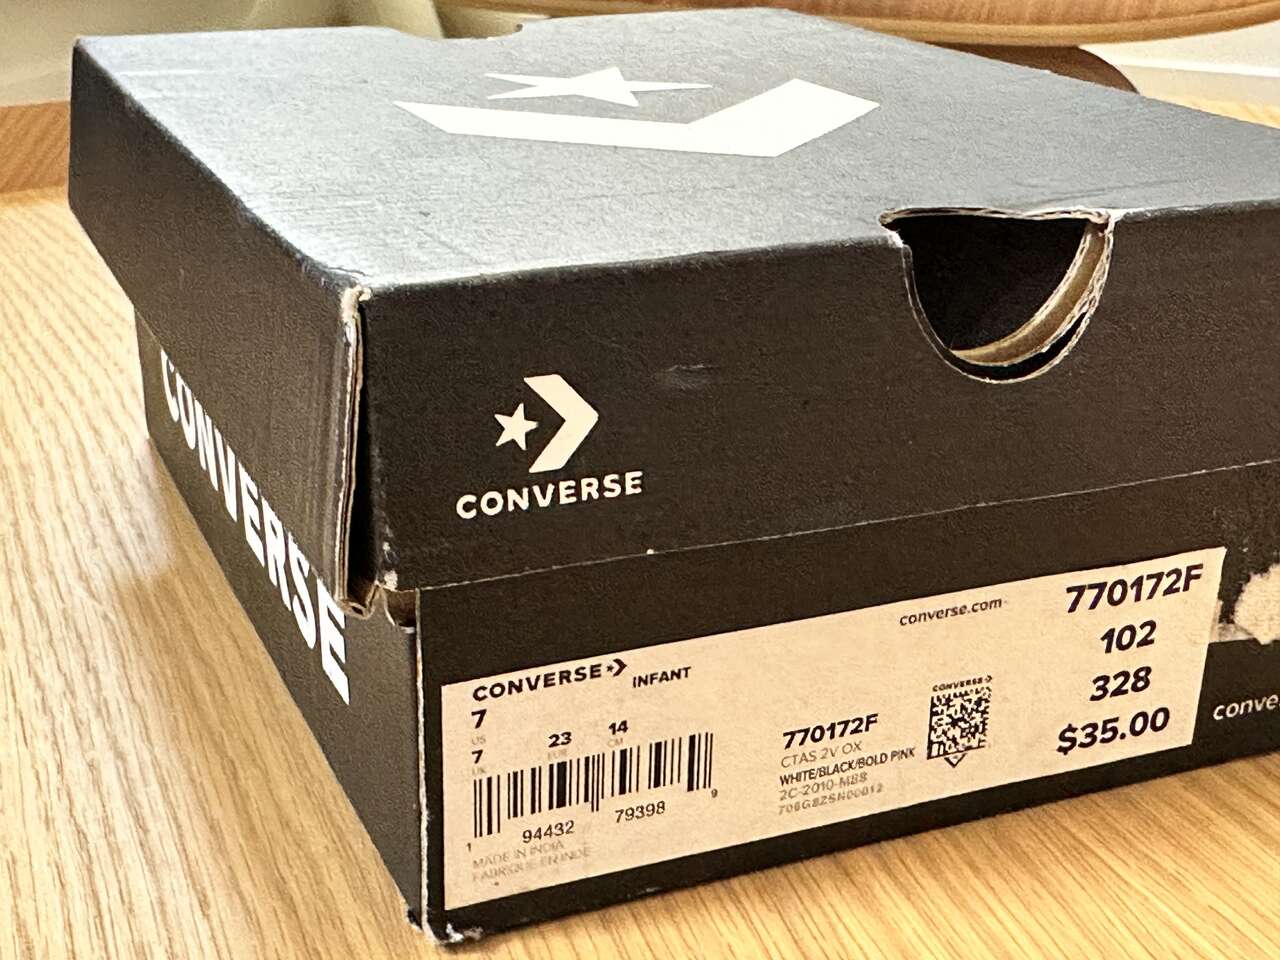 CONVERSE
CONVERSE
converse.com
770172F
102
328
$35.00
CONVERSE INFANT
7 23 14
US EUR CM
7
UK
1 94432 79398 9
MADE IN INDIA
FABRIQUE EN INDE
770172F
CTAS 2V OX
WHITE/BLACK/BOLD PINK
2C-2010-M88
CONVERSE
conve